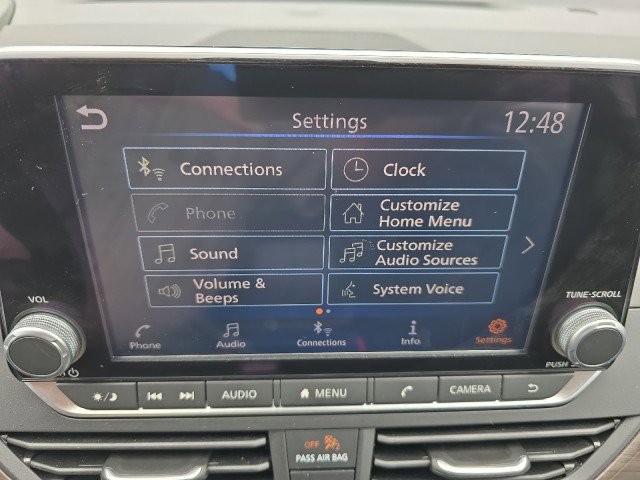 Settings
12:48
Connections
Clock
Phone
Customize
Home Menu
Sound
Customize
Audio Sources
Volume &
Beeps
System Voice
Phone
Audio
Connections
Info
Settings
VOL
TUNE·SCROLL
PUSH
AUDIO
MENU
CAMERA
OFF
PASS AIR BAG